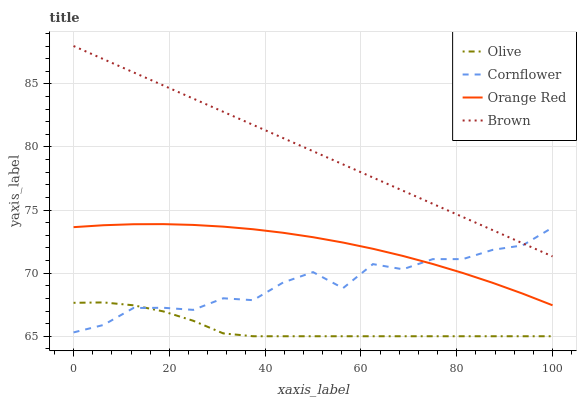 title
Olive
Cornflower
Orange Red
Brown
yaxis_label
85
80
75
70
65
0 20 40 60 80 100
xaxis_label